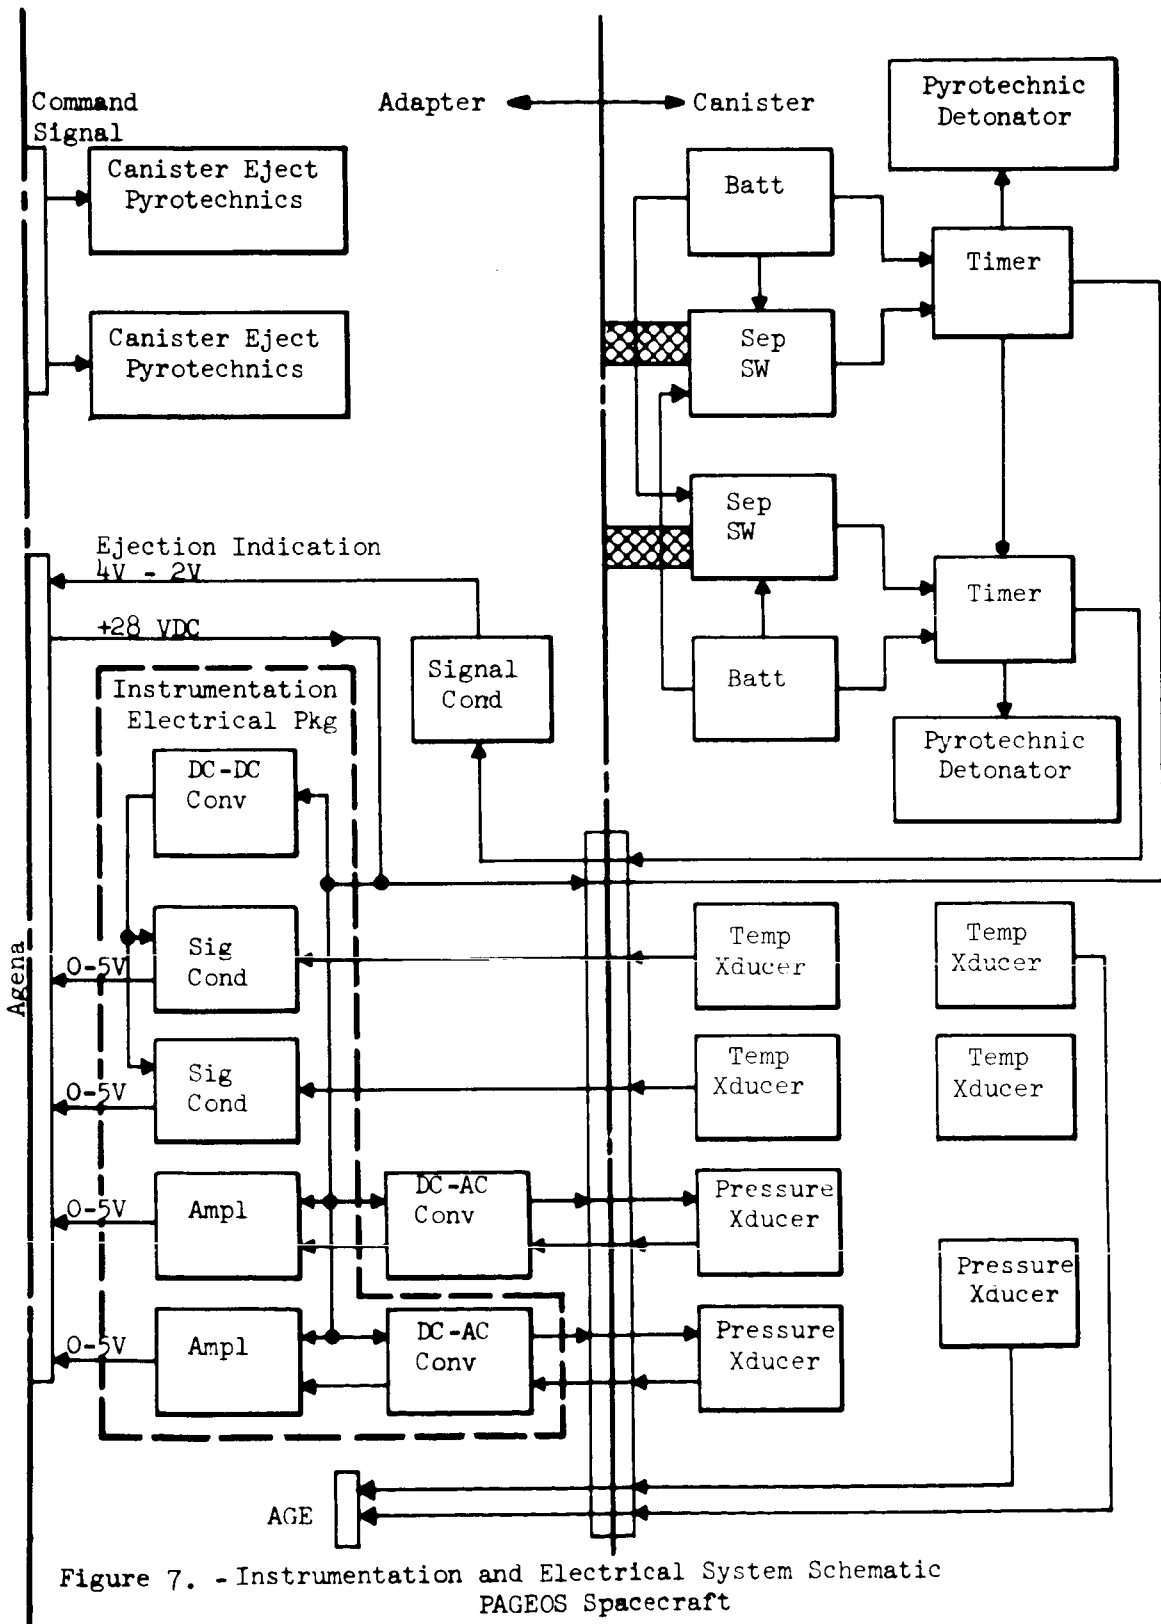 Command
Signal
Adapter
Canister
Pyrotechnic
Detonator
Canister Eject
Pyrotechnics
Batt
Timer
Canister Eject
Pyrotechnics
Sep
SW
Sep
SW
Ejection Indication
4V - 2V
Timer
+28 VDC
Signal
Cond
Batt
Instrumentation
Electrical Pkg
Pyrotechnic
Detonator
DC-DC
Conv
Agena
Sig
Cond
0-5V
Temp
Xducer
Temp
Xducer
Sig
Cond
0-5V
Temp
Xducer
Temp
Xducer
0-5V
Ampl
DC-AC
Conv
Pressure
Xducer
Pressure
Xducer
0-5V
Ampl
DC-AC
Conv
Pressure
Xducer
AGE
Figure 7. - Instrumentation and Electrical System Schematic
PAGEOS Spacecraft